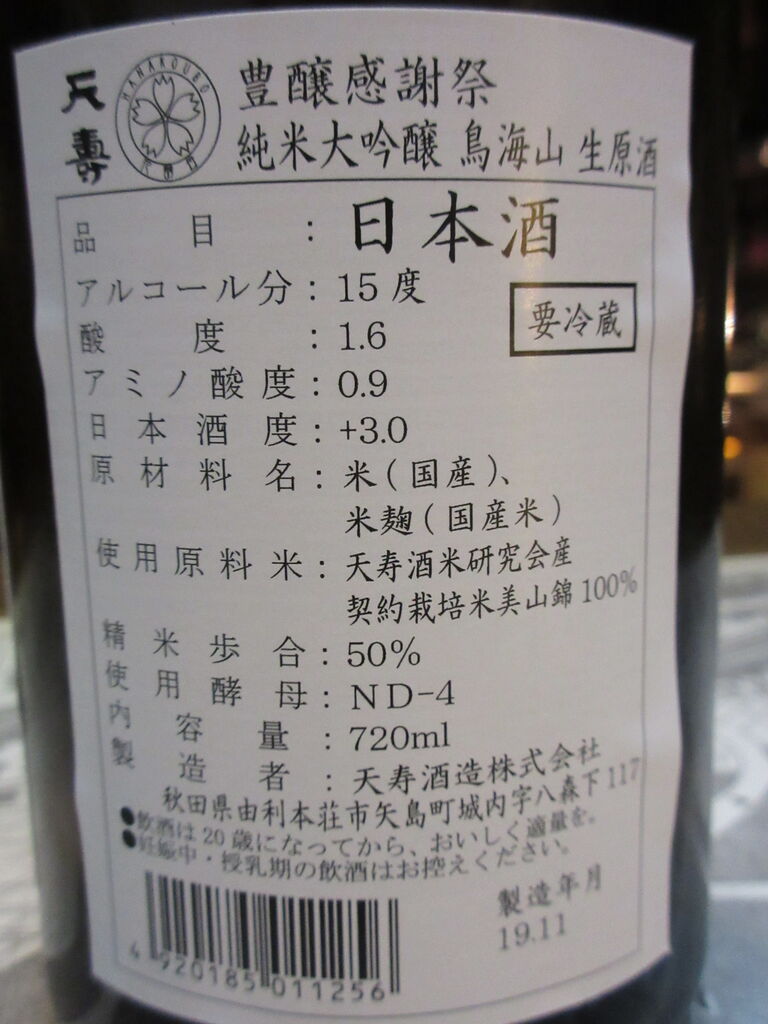 天壽
HANAKOUBO
豊醸感謝祭
純米大吟醸 鳥海山 生原酒
品目：日本酒
アルコール分：15度
要冷蔵
酸度：1.6
アミノ酸度：0.9
日本酒度：+3.0
原材料名：米（国産）、
米麹（国産米）
使用原料米：天寿酒米研究会産
契約栽培米美山錦100%
精米歩合：50%
使用酵母：ND-4
内容量：720ml
製造者：天寿酒造株式会社
秋田県由利本荘市矢島町城内字八森下117
●飲酒は20歳になってから、おいしく適量を。
●妊娠中・授乳期の飲酒はお控えください。
製造年月
19.11
4920185011256